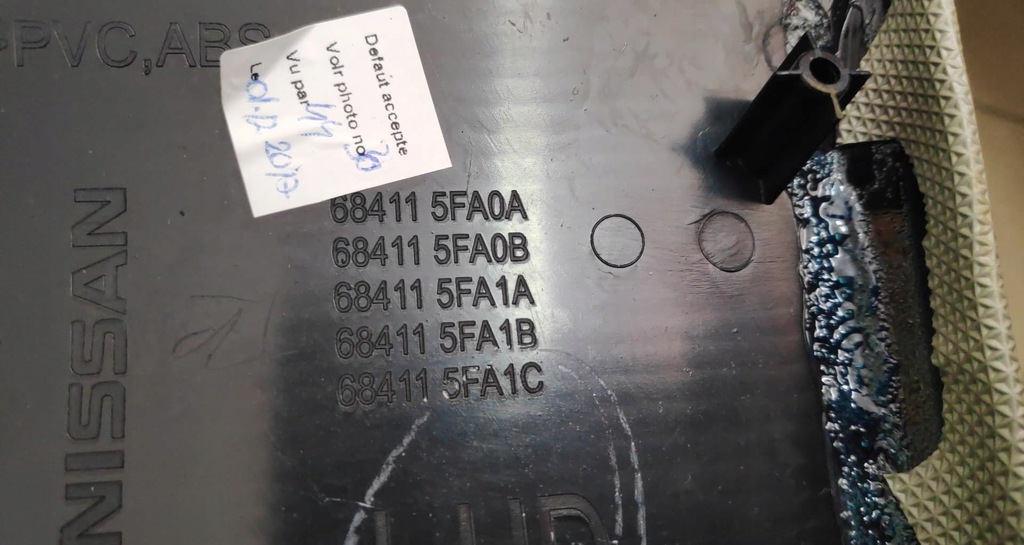 >PVC,ABS
Defaut accepte
Voir photo no 30
Vu par
Le 01.12 2017
68411 5FA0A
68411 5FA0B
68411 5FA1A
68411 5FA1B
68411 5FA1C
NISSAN